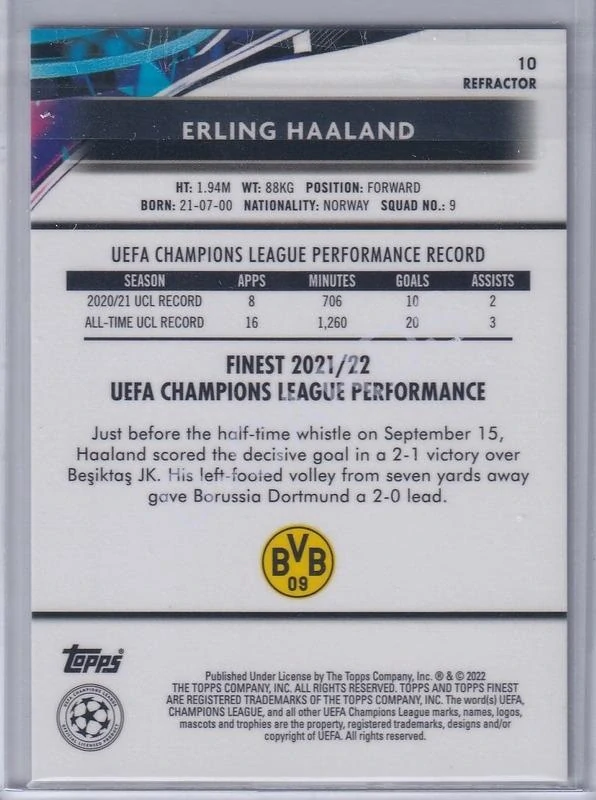 10
REFRACTOR
ERLING HAALAND
HT: 1.94M WT: 88KG POSITION: FORWARD
BORN: 21-07-00 NATIONALITY: NORWAY SQUAD NO.: 9
UEFA CHAMPIONS LEAGUE PERFORMANCE RECORD
SEASON APPS MINUTES GOALS ASSISTS
2020/21 UCL RECORD 8 706 10 2
ALL-TIME UCL RECORD 16 1,260 20 3
FINEST 2021/22
UEFA CHAMPIONS LEAGUE PERFORMANCE
Just before the half-time whistle on September 15,
Haaland scored the decisive goal in a 2-1 victory over
Beşiktaş JK. His left-footed volley from seven yards away
gave Borussia Dortmund a 2-0 lead.
BVB
09
Topps
Published Under License by The Topps Company, Inc. ® & © 2022
THE TOPPS COMPANY, INC. ALL RIGHTS RESERVED. TOPPS AND TOPPS FINEST
ARE REGISTERED TRADEMARKS OF THE TOPPS COMPANY, INC. The word(s) UEFA,
CHAMPIONS LEAGUE, and all other UEFA Champions League marks, names, logos,
mascots and trophies are the property, registered trademarks, designs and/or
copyright of UEFA. All rights reserved.
UEFA CHAMPIONS LEAGUE
OFFICIAL LICENSED PRODUCT